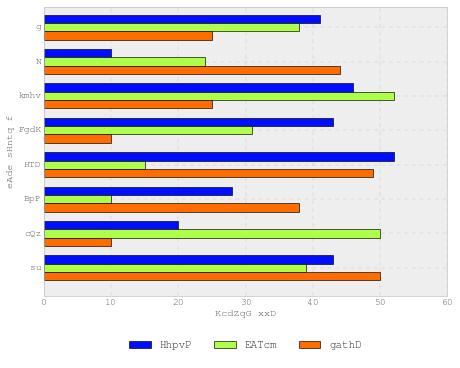 g
N
kmhv
FgdK
HTD
BpP
cQz
su
eAde sHntq f
0 10 20 30 40 50 60
KcdZqG xxD
HhpvP EATcm gathD